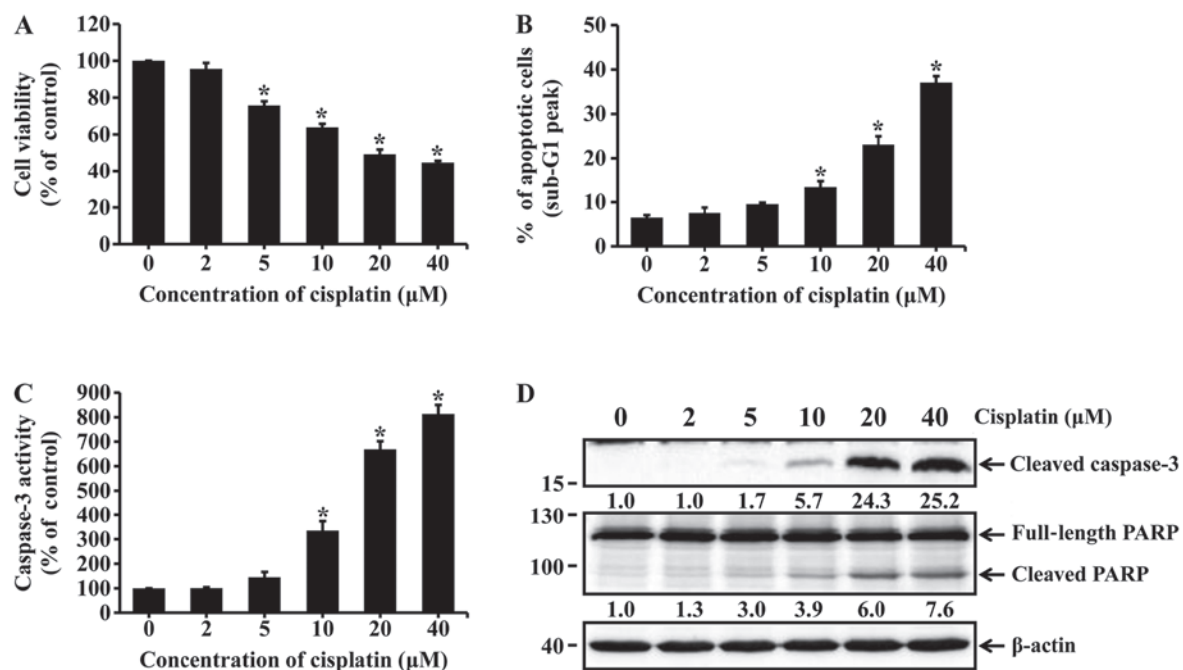 A
Cell viability
(% of control)
120
100
80
60
40
20
0
*
*
*
*
0 2 5 10 20 40
Concentration of cisplatin (µM)
B
% of apoptotic cells
(sub-G1 peak)
50
40
30
20
10
0
*
*
*
0 2 5 10 20 40
Concentration of cisplatin (µM)
C
Caspase-3 activity
(% of control)
900
800
700
600
500
400
300
200
100
0
*
*
*
0 2 5 10 20 40
Concentration of cisplatin (µM)
D
0 2 5 10 20 40 Cisplatin (µM)
Cleaved caspase-3
15
1.0 1.0 1.7 5.7 24.3 25.2
130
Full-length PARP
100
Cleaved PARP
1.0 1.3 3.0 3.9 6.0 7.6
40
β-actin